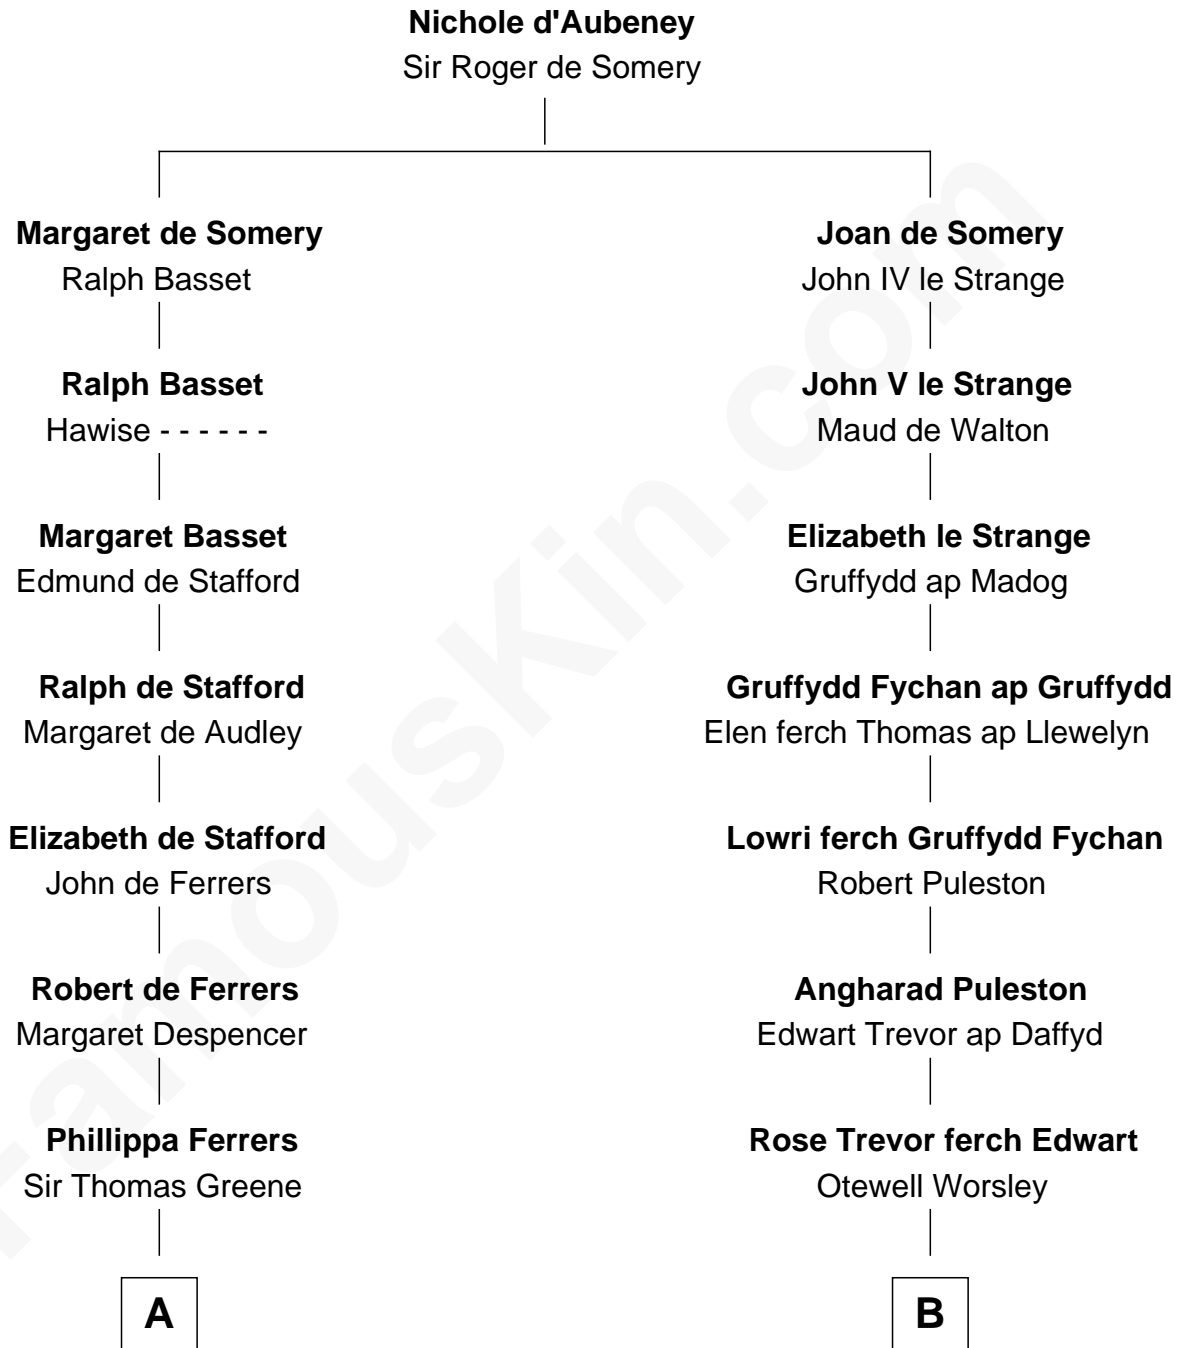 Nichole d'Aubeney
Sir Roger de Somery
Margaret de Somery
Ralph Basset
Joan de Somery
John IV le Strange
Ralph Basset
Hawise - - - - - -
John V le Strange
Maud de Walton
Margaret Basset
Edmund de Stafford
Elizabeth le Strange
Gruffydd ap Madog
Ralph de Stafford
Margaret de Audley
Gruffydd Fychan ap Gruffydd
Elen ferch Thomas ap Llewelyn
Elizabeth de Stafford
John de Ferrers
Lowri ferch Gruffydd Fychan
Robert Puleston
Robert de Ferrers
Margaret Despencer
Angharad Puleston
Edwart Trevor ap Daffyd
Phillippa Ferrers
Sir Thomas Greene
Rose Trevor ferch Edwart
Otewell Worsley
A
B
FamousKin.com